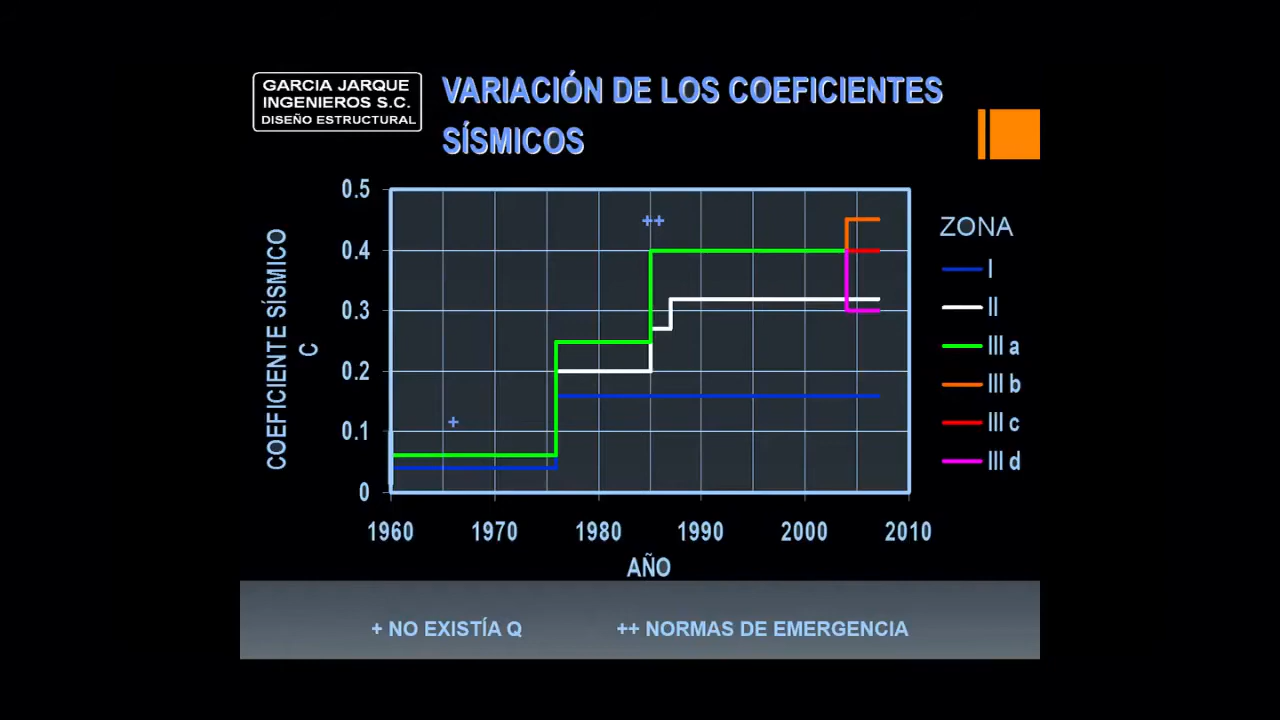 GARCIA JARQUE
INGENIEROS S.C.
DISEÑO ESTRUCTURAL
VARIACIÓN DE LOS COEFICIENTES
SÍSMICOS
0.5
0.4
0.3
0.2
0.1
0
COEFICIENTE SÍSMICO
C
++
+
1960
1970
1980
1990
2000
2010
AÑO
ZONA
I
II
III a
III b
III c
III d
+ NO EXISTÍA Q
++ NORMAS DE EMERGENCIA